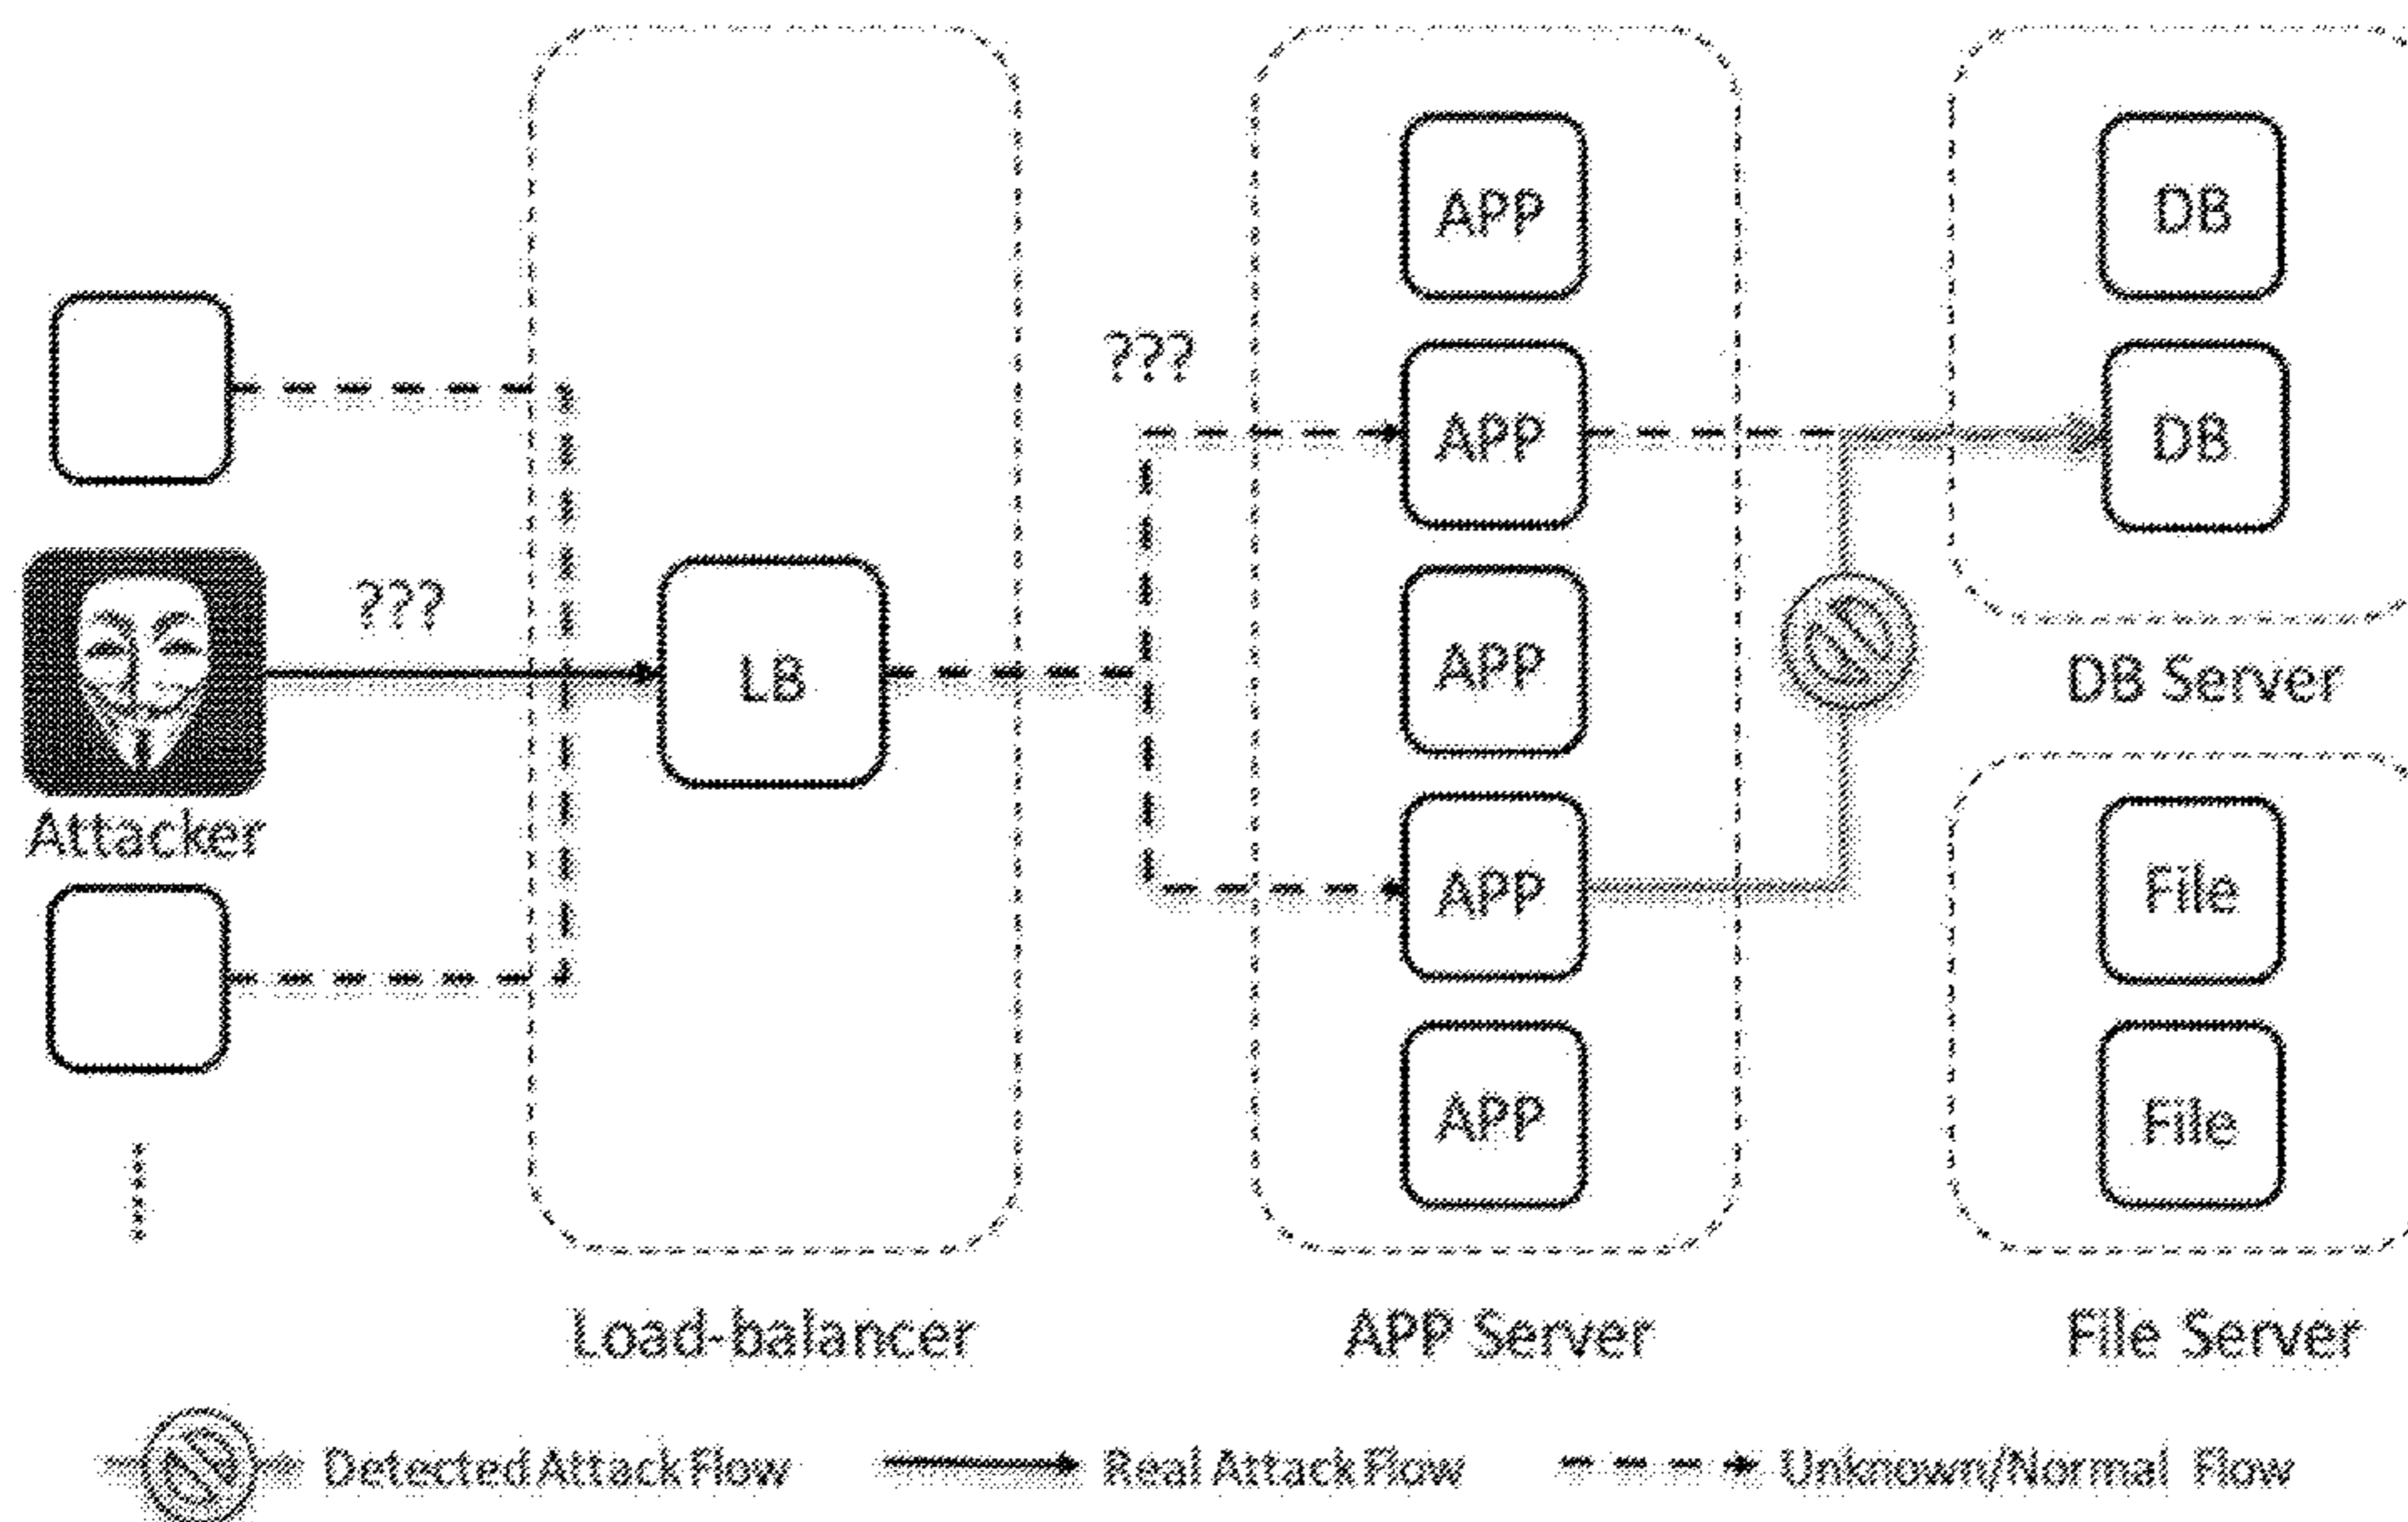 APP
DB
???
APP
DB
???
LB
APP
DB Server
Attacker
APP
File
APP
File
Load-balancer
APP Server
File Server
Detected Attack Flow
Real Attack Flow
Unknown/Normal Flow